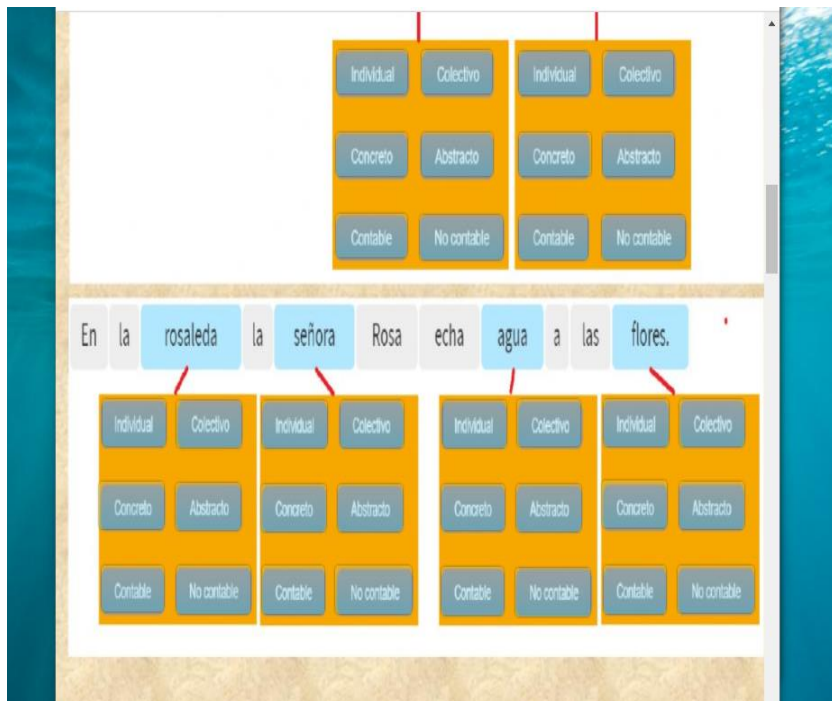 Individual Colectivo Individual Colectivo
Concreto Abstracto Concreto Abstracto
Contable No contable Contable No contable
En la rosaleda la señora Rosa echa agua a las flores.
Individual Colectivo Individual Colectivo Individual Colectivo Individual Colectivo
Concreto Abstracto Concreto Abstracto Concreto Abstracto Concreto Abstracto
Contable No contable Contable No contable Contable No contable Contable No contable